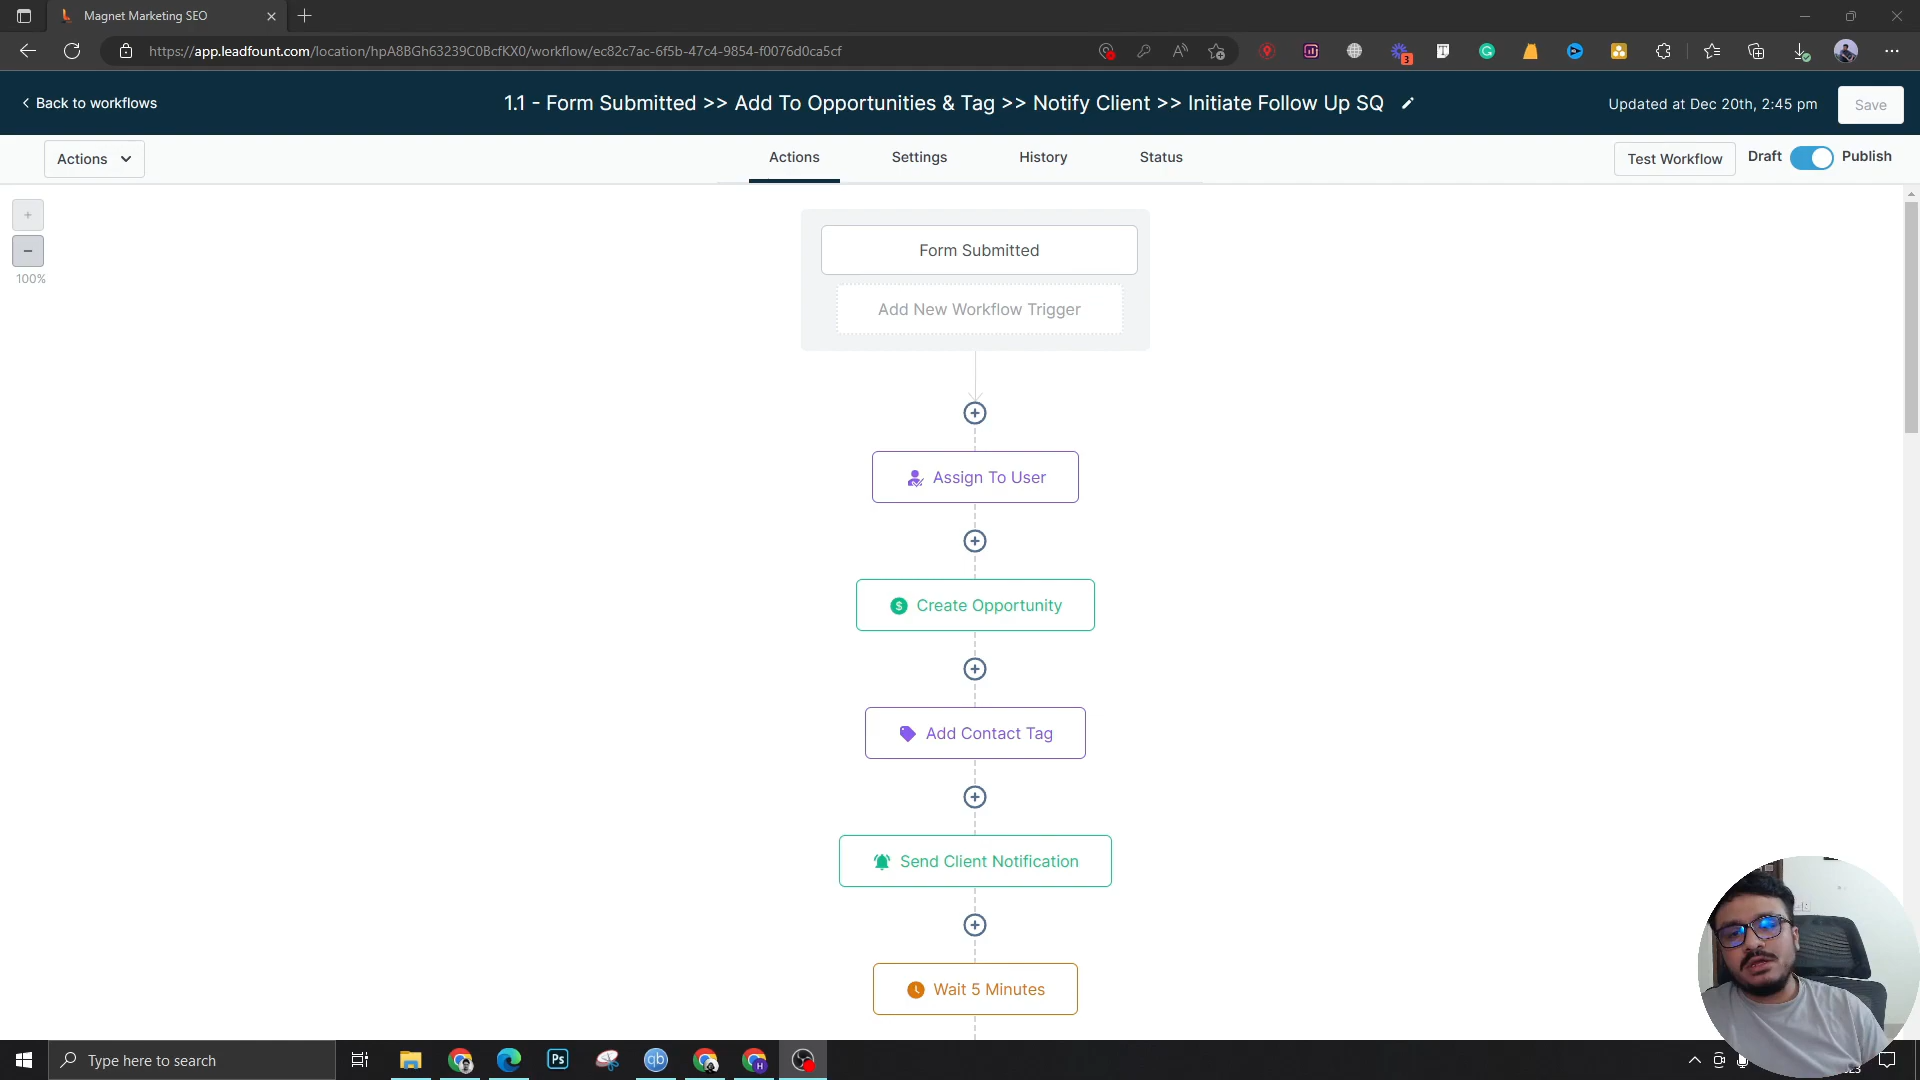 Magnet Marketing SEO
https://app.leadfount.com/location/hpA8BGh63239C0BcfKX0/workflow/ec82c7ac-6f5b-47c4-9854-f0076d0ca5cf
3
Back to workflows
1.1 - Form Submitted >> Add To Opportunities & Tag >> Notify Client >> Initiate Follow Up SQ
Updated at Dec 20th, 2:45 pm
Save
Actions
Actions
Settings
History
Status
Test Workflow
Draft
Publish
+
−
100%
Form Submitted
Add New Workflow Trigger
Assign To User
Create Opportunity
Add Contact Tag
Send Client Notification
Wait 5 Minutes
Type here to search
Ps
qb
H